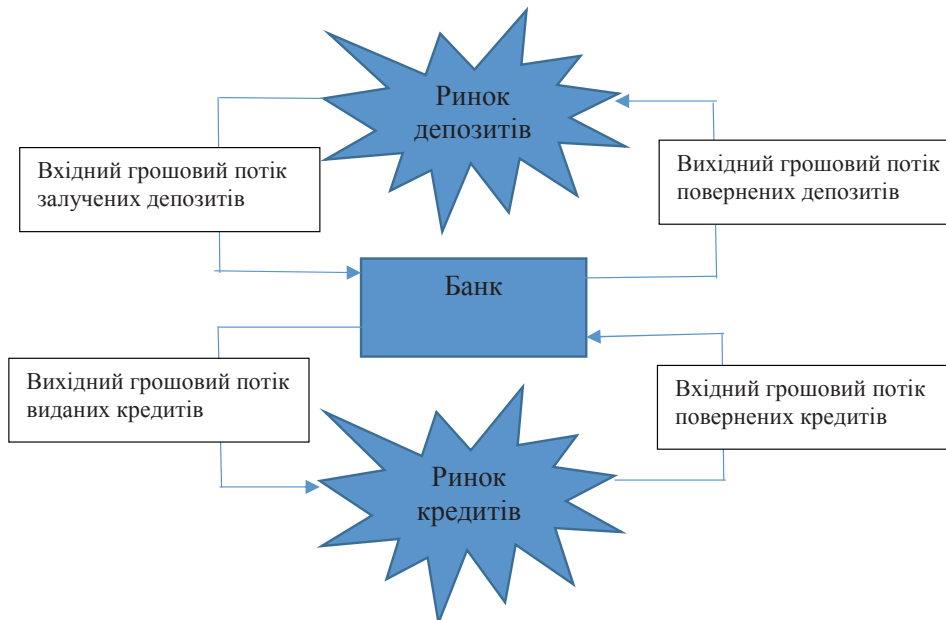 Ринок
депозитів
Вхідний грошовий потік
залучених депозитів
Вихідний грошовий потік
повернених депозитів
Банк
Вихідний грошовий потік
виданих кредитів
Вхідний грошовий потік
повернених кредитів
Ринок
кредитів